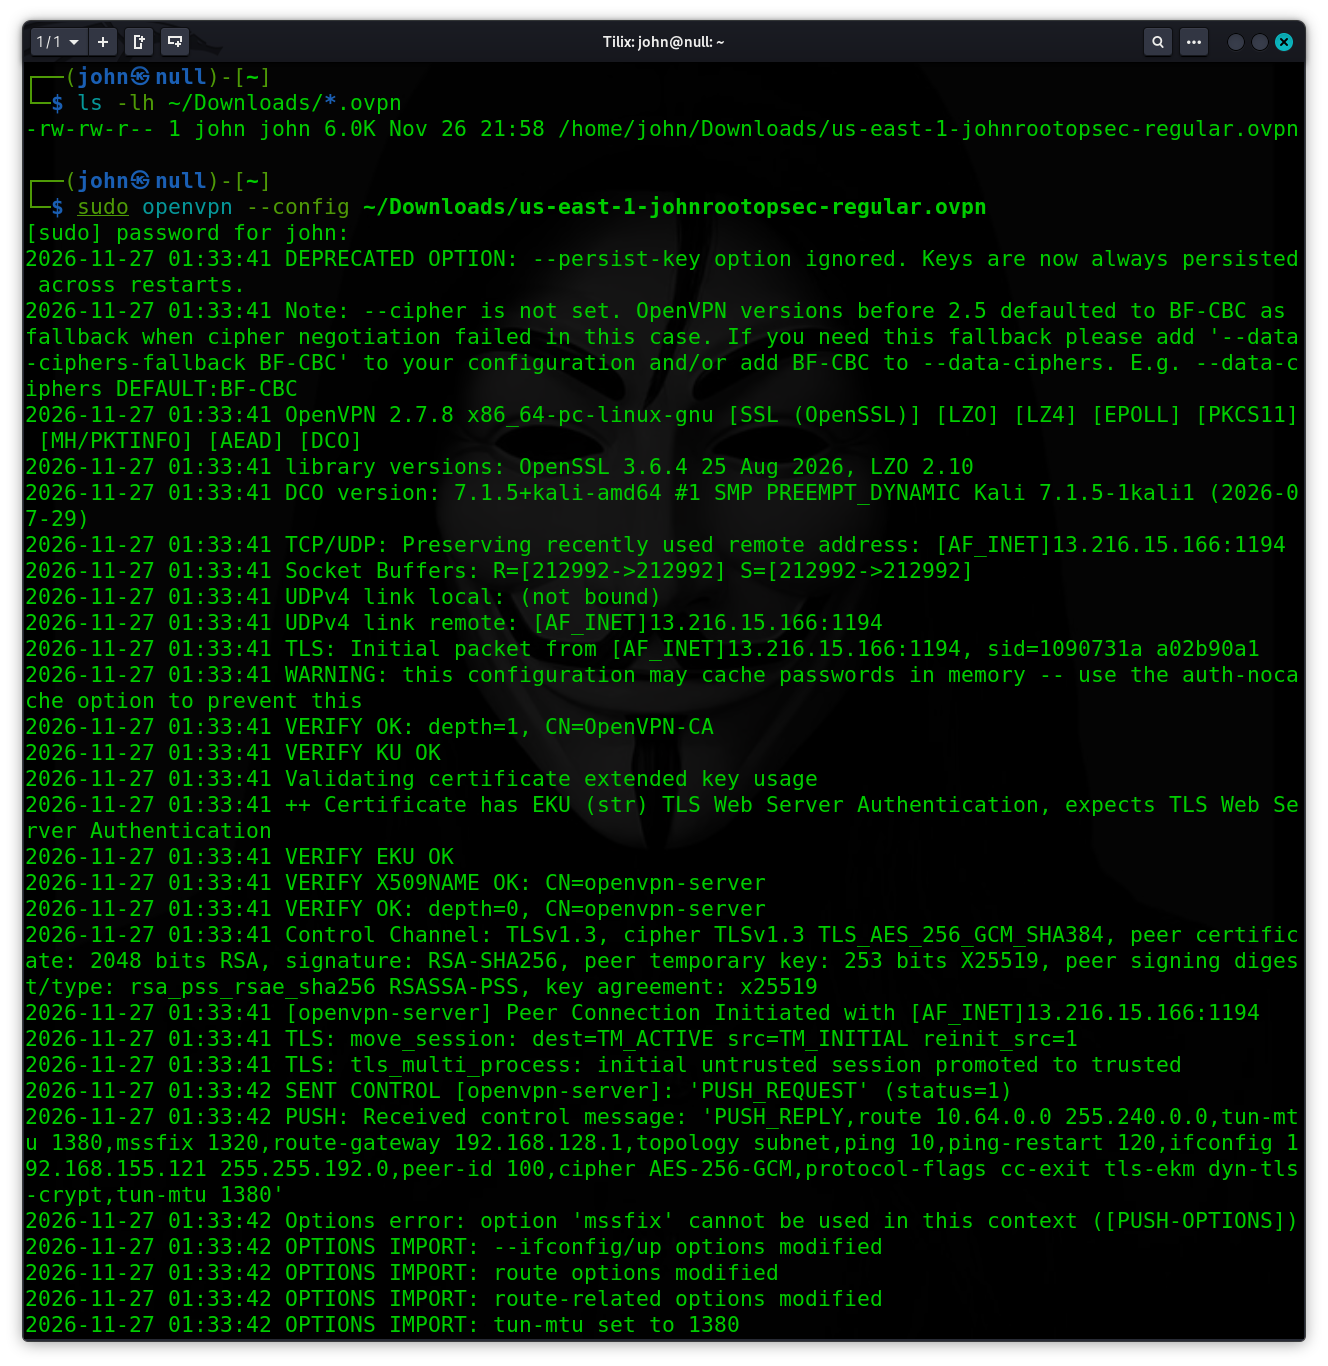 1/1
Tilix: john@null: ~
┌──(john㉿null)-[~]
└─$ ls -lh ~/Downloads/*.ovpn
-rw-rw-r-- 1 john john 6.0K Nov 26 21:58 /home/john/Downloads/us-east-1-johnrootopsec-regular.ovpn
┌──(john㉿null)-[~]
└─$ sudo openvpn --config ~/Downloads/us-east-1-johnrootopsec-regular.ovpn
[sudo] password for john:
2026-11-27 01:33:41 DEPRECATED OPTION: --persist-key option ignored. Keys are now always persisted
 across restarts.
2026-11-27 01:33:41 Note: --cipher is not set. OpenVPN versions before 2.5 defaulted to BF-CBC as
fallback when cipher negotiation failed in this case. If you need this fallback please add '--data
-ciphers-fallback BF-CBC' to your configuration and/or add BF-CBC to --data-ciphers. E.g. --data-c
iphers DEFAULT:BF-CBC
2026-11-27 01:33:41 OpenVPN 2.7.8 x86_64-pc-linux-gnu [SSL (OpenSSL)] [LZO] [LZ4] [EPOLL] [PKCS11]
 [MH/PKTINFO] [AEAD] [DCO]
2026-11-27 01:33:41 library versions: OpenSSL 3.6.4 25 Aug 2026, LZO 2.10
2026-11-27 01:33:41 DCO version: 7.1.5+kali-amd64 #1 SMP PREEMPT_DYNAMIC Kali 7.1.5-1kali1 (2026-0
7-29)
2026-11-27 01:33:41 TCP/UDP: Preserving recently used remote address: [AF_INET]13.216.15.166:1194
2026-11-27 01:33:41 Socket Buffers: R=[212992->212992] S=[212992->212992]
2026-11-27 01:33:41 UDPv4 link local: (not bound)
2026-11-27 01:33:41 UDPv4 link remote: [AF_INET]13.216.15.166:1194
2026-11-27 01:33:41 TLS: Initial packet from [AF_INET]13.216.15.166:1194, sid=1090731a a02b90a1
2026-11-27 01:33:41 WARNING: this configuration may cache passwords in memory -- use the auth-noca
che option to prevent this
2026-11-27 01:33:41 VERIFY OK: depth=1, CN=OpenVPN-CA
2026-11-27 01:33:41 VERIFY KU OK
2026-11-27 01:33:41 Validating certificate extended key usage
2026-11-27 01:33:41 ++ Certificate has EKU (str) TLS Web Server Authentication, expects TLS Web Se
rver Authentication
2026-11-27 01:33:41 VERIFY EKU OK
2026-11-27 01:33:41 VERIFY X509NAME OK: CN=openvpn-server
2026-11-27 01:33:41 VERIFY OK: depth=0, CN=openvpn-server
2026-11-27 01:33:41 Control Channel: TLSv1.3, cipher TLSv1.3 TLS_AES_256_GCM_SHA384, peer certific
ate: 2048 bits RSA, signature: RSA-SHA256, peer temporary key: 253 bits X25519, peer signing diges
t/type: rsa_pss_rsae_sha256 RSASSA-PSS, key agreement: x25519
2026-11-27 01:33:41 [openvpn-server] Peer Connection Initiated with [AF_INET]13.216.15.166:1194
2026-11-27 01:33:41 TLS: move_session: dest=TM_ACTIVE src=TM_INITIAL reinit_src=1
2026-11-27 01:33:41 TLS: tls_multi_process: initial untrusted session promoted to trusted
2026-11-27 01:33:42 SENT CONTROL [openvpn-server]: 'PUSH_REQUEST' (status=1)
2026-11-27 01:33:42 PUSH: Received control message: 'PUSH_REPLY,route 10.64.0.0 255.240.0.0,tun-mt
u 1380,mssfix 1320,route-gateway 192.168.128.1,topology subnet,ping 10,ping-restart 120,ifconfig 1
92.168.155.121 255.255.192.0,peer-id 100,cipher AES-256-GCM,protocol-flags cc-exit tls-ekm dyn-tls
-crypt,tun-mtu 1380'
2026-11-27 01:33:42 Options error: option 'mssfix' cannot be used in this context ([PUSH-OPTIONS])
2026-11-27 01:33:42 OPTIONS IMPORT: --ifconfig/up options modified
2026-11-27 01:33:42 OPTIONS IMPORT: route options modified
2026-11-27 01:33:42 OPTIONS IMPORT: route-related options modified
2026-11-27 01:33:42 OPTIONS IMPORT: tun-mtu set to 1380